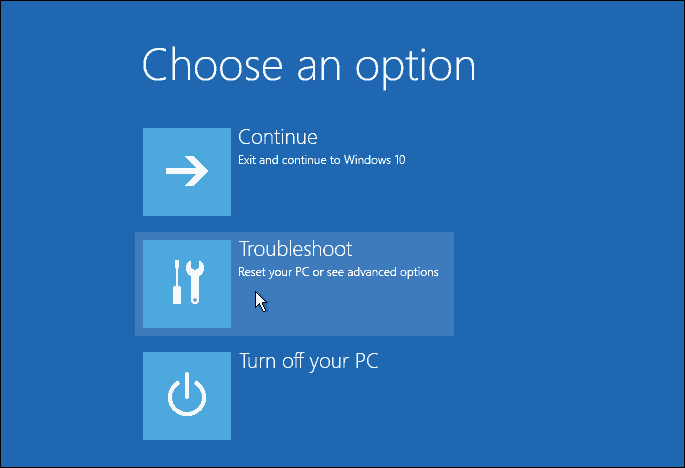 Choose an option
Continue
Exit and continue to Windows 10
Troubleshoot
Reset your PC or see advanced options
Turn off your PC